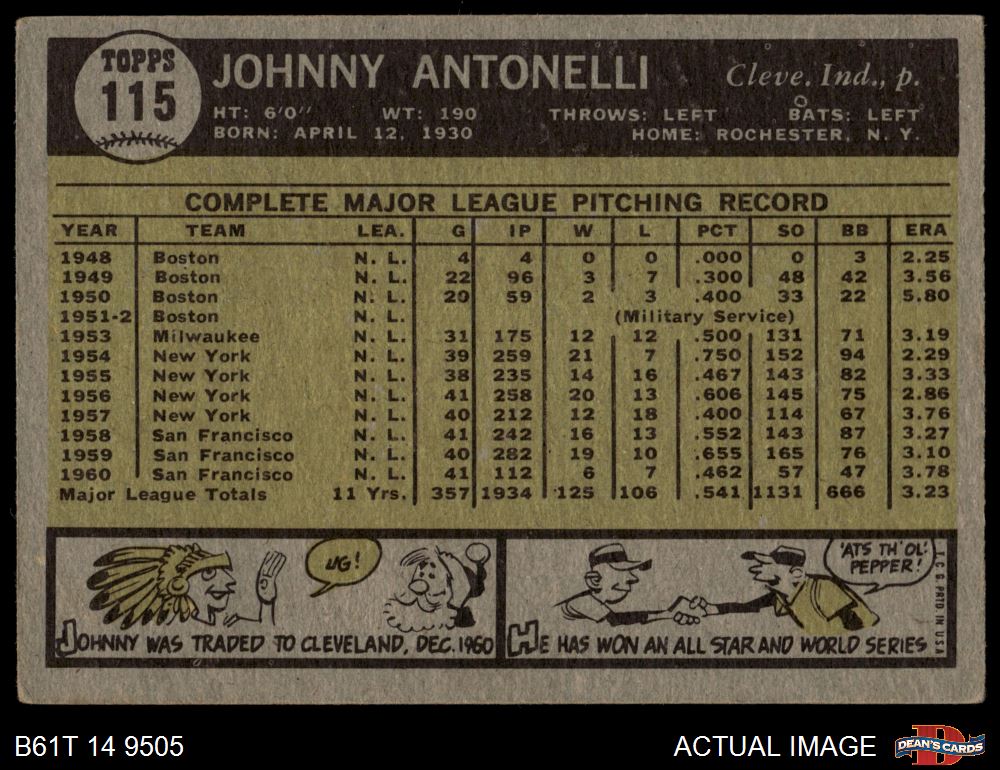 TOPPS
115
JOHNNY ANTONELLI Cleve. Ind., p.
HT: 6'0" WT: 190 THROWS: LEFT BATS: LEFT
BORN: APRIL 12, 1930 HOME: ROCHESTER, N. Y.
COMPLETE MAJOR LEAGUE PITCHING RECORD
YEAR TEAM LEA. G IP W L PCT SO BB ERA
1948 Boston N. L. 4 4 0 0 .000 0 3 2.25
1949 Boston N. L. 22 96 3 7 .300 48 42 3.56
1950 Boston N. L. 20 59 2 3 .400 33 22 5.80
1951-2 Boston N. L. (Military Service)
1953 Milwaukee N. L. 31 175 12 12 .500 131 71 3.19
1954 New York N. L. 39 259 21 7 .750 152 94 2.29
1955 New York N. L. 38 235 14 16 .467 143 82 3.33
1956 New York N. L. 41 258 20 13 .606 145 75 2.86
1957 New York N. L. 40 212 12 18 .400 114 67 3.76
1958 San Francisco N. L. 41 242 16 13 .552 143 87 3.27
1959 San Francisco N. L. 40 282 19 10 .655 165 76 3.10
1960 San Francisco N. L. 41 112 6 7 .462 57 47 3.78
Major League Totals 11 Yrs. 357 1934 125 106 .541 1131 666 3.23
UG!
JOHNNY WAS TRADED TO CLEVELAND, DEC. 1960
'ATS TH' OL'
PEPPER!
HE HAS WON AN ALL STAR AND WORLD SERIES
T. C. G. PRTD. IN U.S.A.
B61T 14 9505
ACTUAL IMAGE
D
DEAN'S CARDS